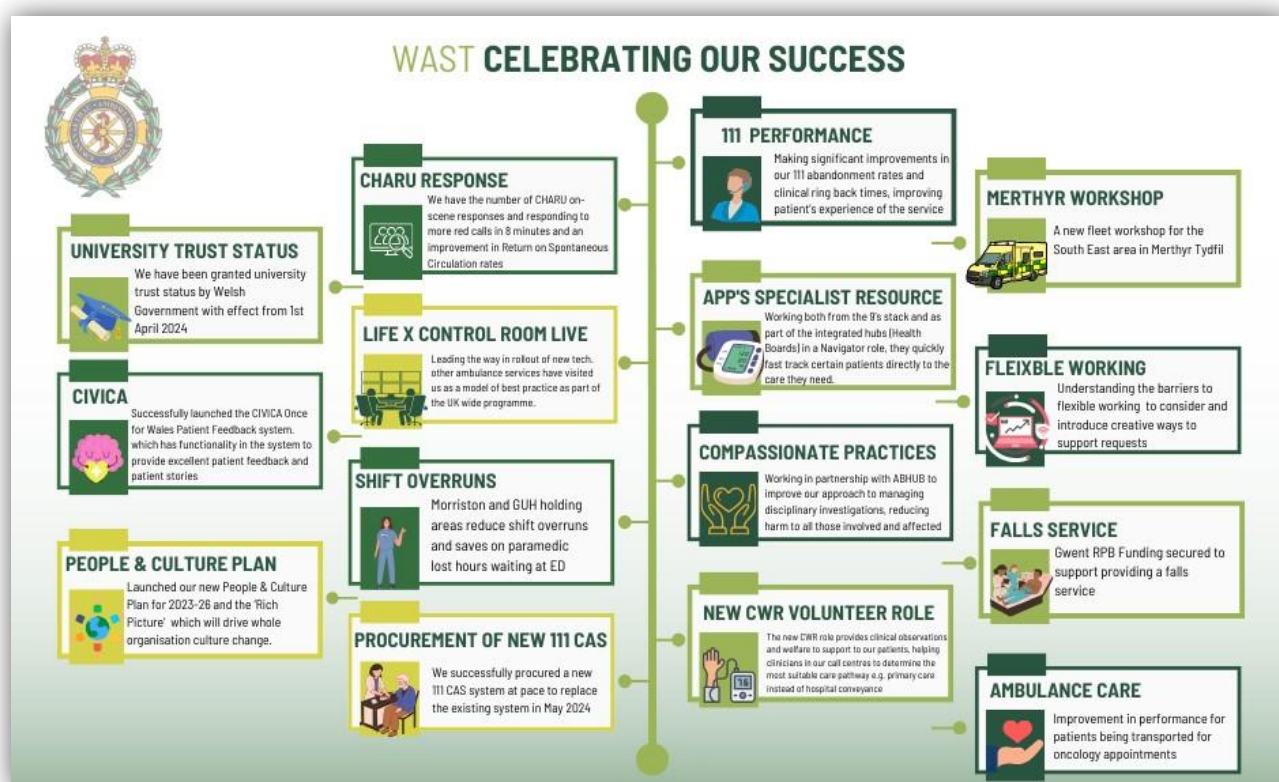 WAST CELEBRATING OUR SUCCESS
UNIVERSITY TRUST STATUS
We have been granted university
trust status by Welsh
Government with effect from 1st
April 2024
CIVICA
Successfully launched the CIVICA Once
for Wales Patient Feedback system.
which has functionality in the system to
provide excellent patient feedback and
patient stories
PEOPLE & CULTURE PLAN
Launched our new People & Culture
Plan for 2023-26 and the 'Rich
Picture' which will drive whole
organisation culture change.
CHARU RESPONSE
We have the number of CHARU on-
scene responses and responding to
more red calls in 8 minutes and an
improvement in Return on Spontaneous
Circulation rates
LIFE X CONTROL ROOM LIVE
Leading the way in rollout of new tech.
other ambulance services have visited
us as a model of best practice as part of
the UK wide programme.
SHIFT OVERRUNS
Morriston and GUH holding
areas reduce shift overruns
and saves on paramedic
lost hours waiting at ED
PROCUREMENT OF NEW 111 CAS
We successfully procured a new
111 CAS system at pace to replace
the existing system in May 2024
111 PERFORMANCE
Making significant improvements in
our 111 abandonment rates and
clinical ring back times, improving
patient's experience of the service
APP'S SPECIALIST RESOURCE
Working both from the 9's stack and as
part of the integrated hubs (Health
Boards) in a Navigator role, they quickly
fast track certain patients directly to the
care they need.
COMPASSIONATE PRACTICES
Working in partnership with ABHUB to
improve our approach to managing
disciplinary investigations, reducing
harm to all those involved and affected
NEW CWR VOLUNTEER ROLE
The new CWR role provides clinical observations
and welfare to support to our patients, helping
clinicians in our call centres to determine the
most suitable care pathway e.g. primary care
instead of hospital conveyance
76
MERTHYR WORKSHOP
A new fleet workshop for the
South East area in Merthyr Tydfil
FLEIXBLE WORKING
Understanding the barriers to
flexible working to consider and
introduce creative ways to
support requests
FALLS SERVICE
Gwent RPB Funding secured to
support providing a falls
service
AMBULANCE CARE
Improvement in performance for
patients being transported for
oncology appointments